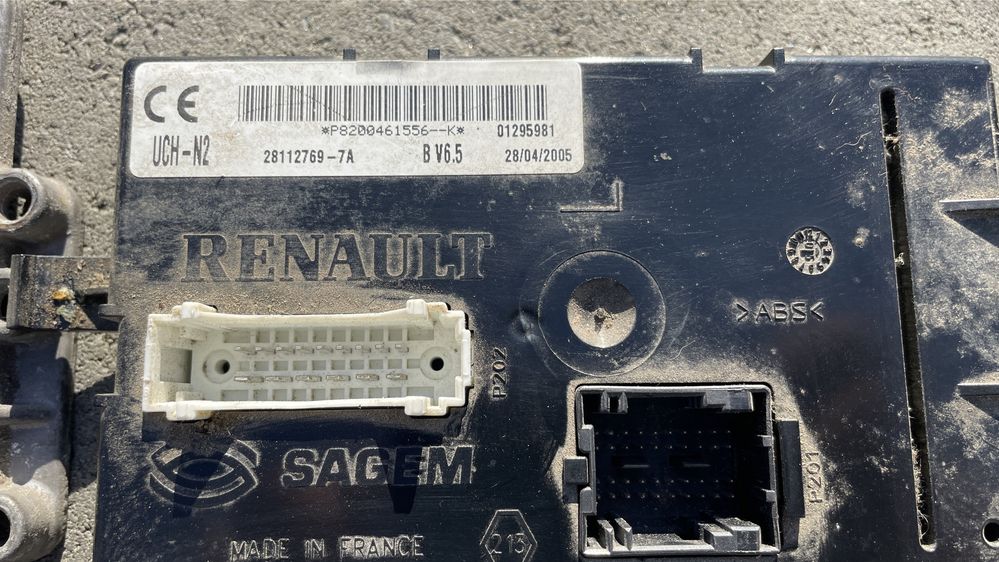 CE
*P8200461556--K* 01295981
UCH-N2 28112769-7A B V6.5 28/04/2005
RENAULT
>ABS<
P202
SAGEM
P201
MADE IN FRANCE
213